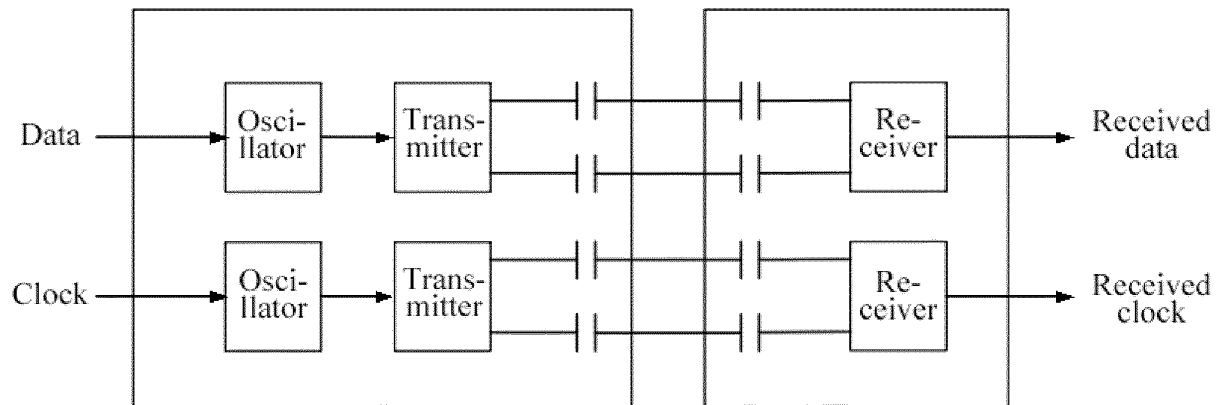 Data
Osci-
llator
Trans-
mitter
Re-
ceiver
Received
data
Clock
Osci-
llator
Trans-
mitter
Re-
ceiver
Received
clock